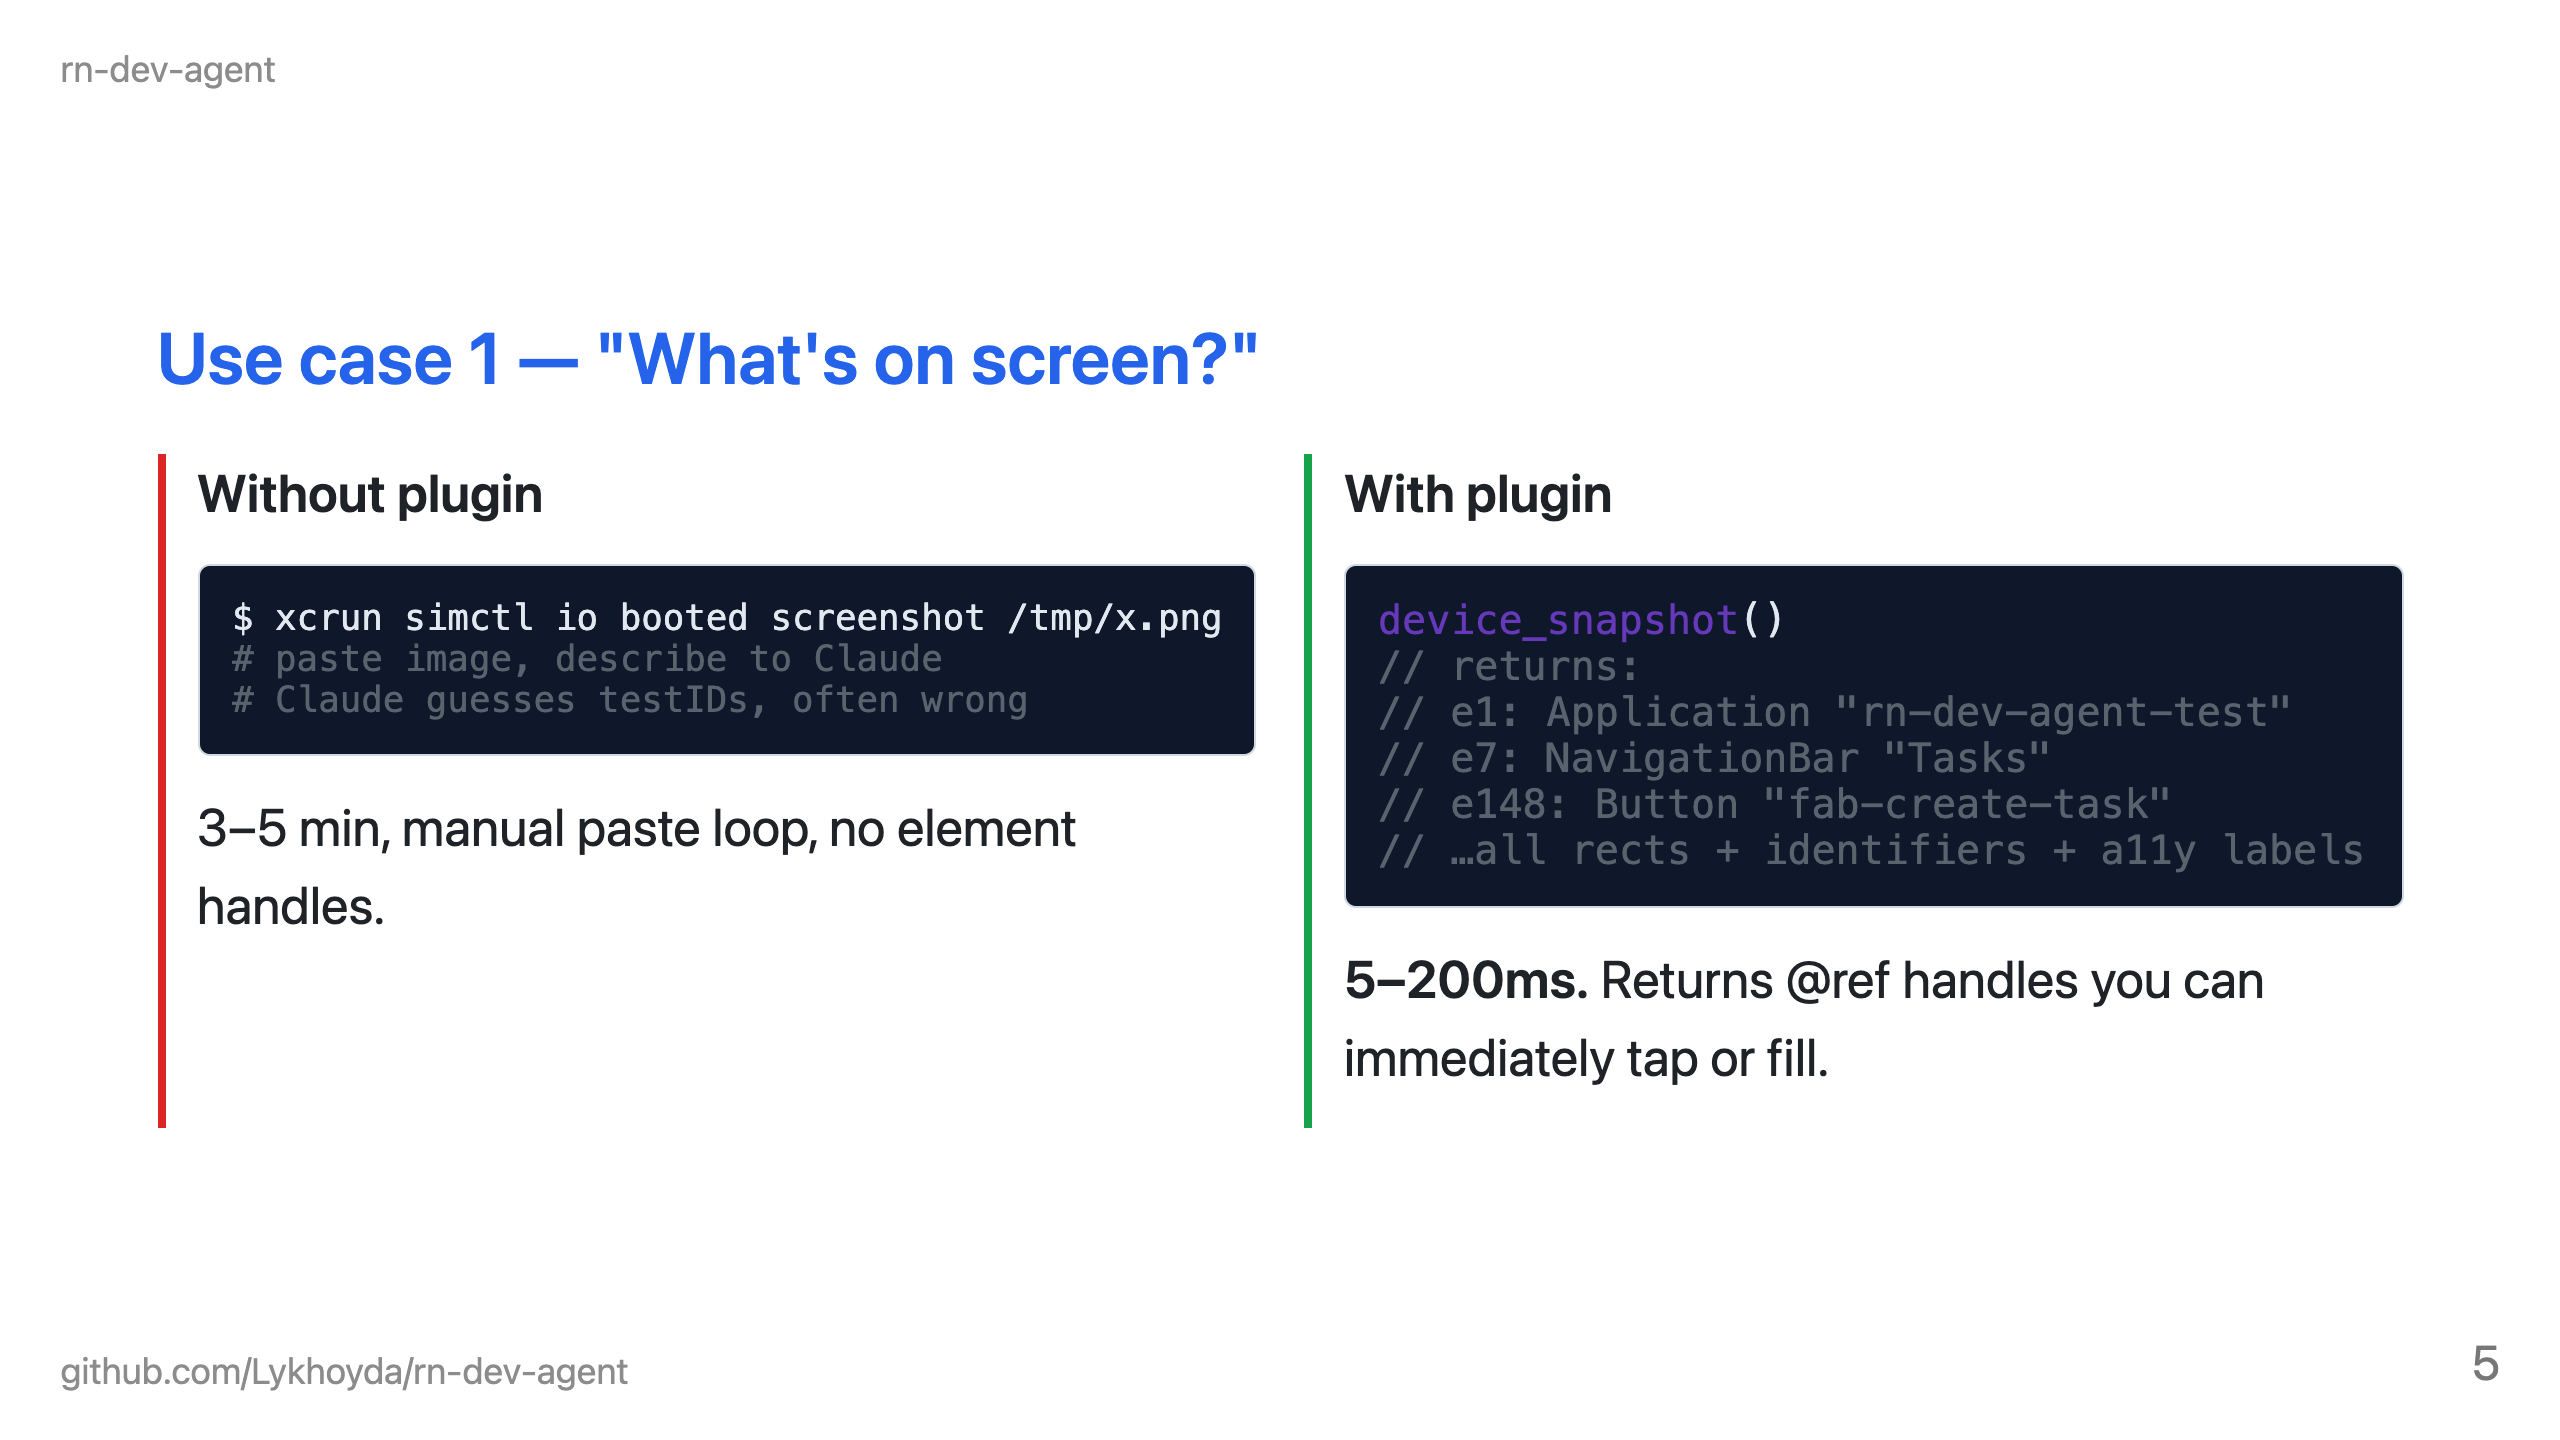 rn-dev-agent
Use case 1 — "What's on screen?"
Without plugin
$ xcrun simctl io booted screenshot /tmp/x.png
# paste image, describe to Claude
# Claude guesses testIDs, often wrong
3–5 min, manual paste loop, no element
handles.
With plugin
device_snapshot()
// returns:
// e1: Application "rn-dev-agent-test"
// e7: NavigationBar "Tasks"
// e148: Button "fab-create-task"
// …all rects + identifiers + a11y labels
5–200ms. Returns @ref handles you can
immediately tap or fill.
github.com/Lykhoyda/rn-dev-agent
5